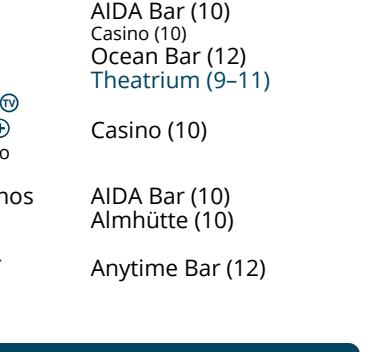 AIDA Bar (10)
Casino (10)
Ocean Bar (12)
Theatrium (9–11)
TV
Casino (10)
AIDA Bar (10)
Almhütte (10)
Anytime Bar (12)